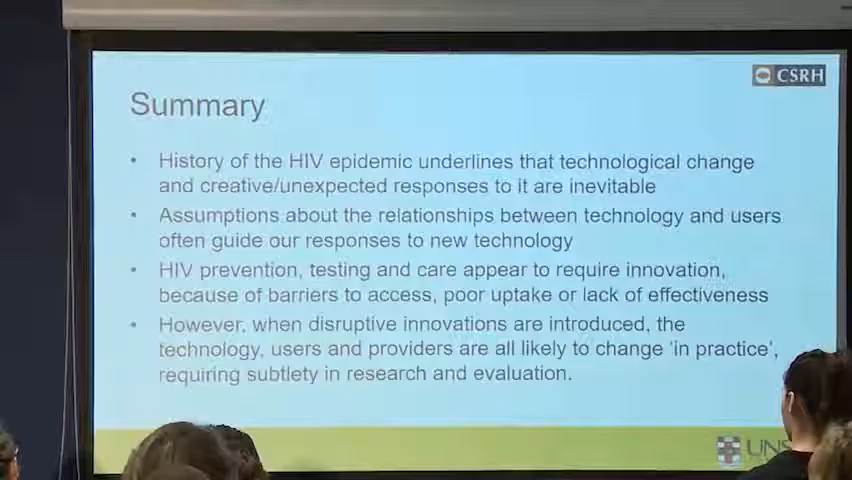 CSRH
Summary
• History of the HIV epidemic underlines that technological change
and creative/unexpected responses to it are inevitable
• Assumptions about the relationships between technology and users
often guide our responses to new technology
• HIV prevention, testing and care appear to require innovation,
because of barriers to access, poor uptake or lack of effectiveness
• However, when disruptive innovations are introduced, the
technology, users and providers are all likely to change 'in practice',
requiring subtlety in research and evaluation.
UNS